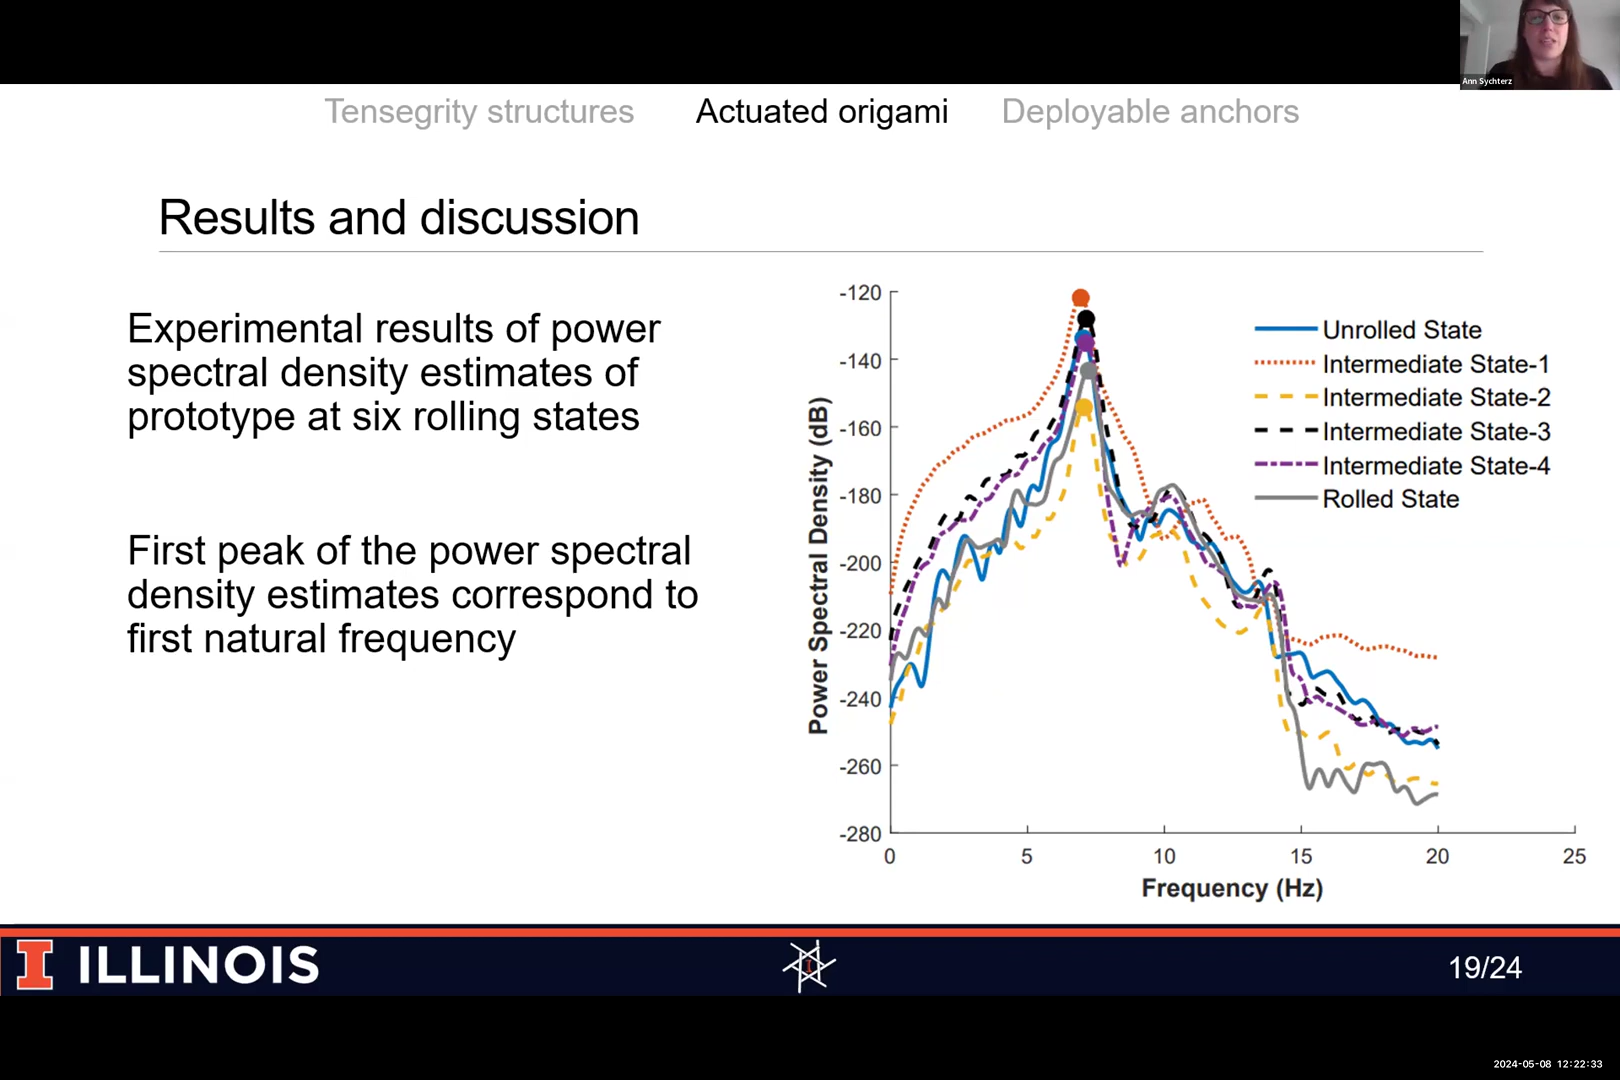 Ann Sychterz
Tensegrity structures Actuated origami Deployable anchors
Results and discussion
Experimental results of power
spectral density estimates of
prototype at six rolling states
First peak of the power spectral
density estimates correspond to
first natural frequency
Power Spectral Density (dB)
-120
-140
-160
-180
-200
-220
-240
-260
-280
0 5 10 15 20 25
Frequency (Hz)
Unrolled State
Intermediate State-1
Intermediate State-2
Intermediate State-3
Intermediate State-4
Rolled State
I ILLINOIS
I
19/24
2024-05-08 12:22:33